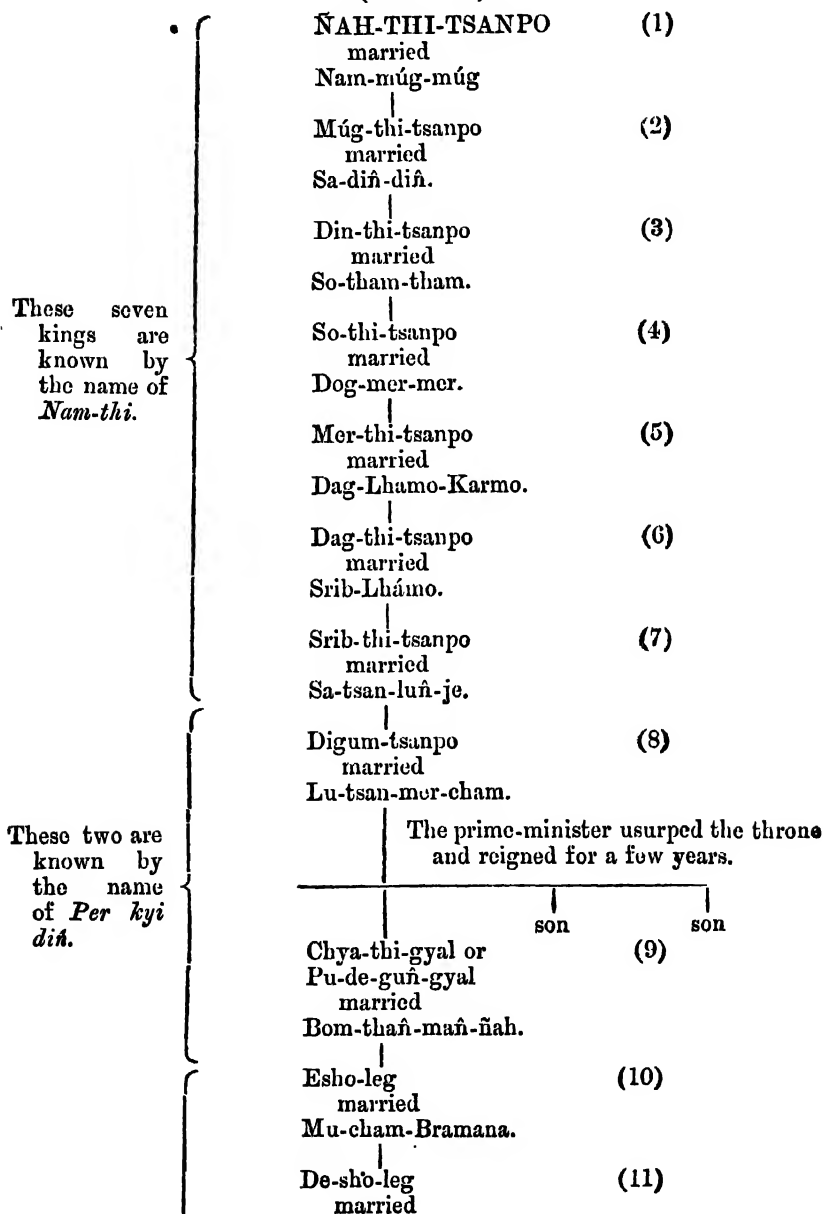 ÑAH-THI-TSANPO (1)
married
Nam-múg-múg
Múg-thi-tsanpo (2)
married
Sa-diñ-diñ.
Din-thi-tsanpo (3)
married
So-tham-tham.
So-thi-tsanpo (4)
married
Dog-mer-mer.
Mer-thi-tsanpo (5)
married
Dag-Lhamo-Karmo.
Dag-thi-tsanpo (6)
married
Srib-Lhámo.
Srib-thi-tsanpo (7)
married
Sa-tsan-luñ-je.
These seven
kings are
known by
the name of
Nam-thi.
Digum-tsanpo (8)
married
Lu-tsan-mer-cham.
The prime-minister usurped the throne
and reigned for a few years.
son son
Chya-thi-gyal or (9)
Pu-de-guñ-gyal
married
Bom-thañ-mañ-ñah.
These two are
known by
the name
of Per kyi
diñ.
Esho-leg (10)
married
Mu-cham-Bramana.
De-sho-leg (11)
married